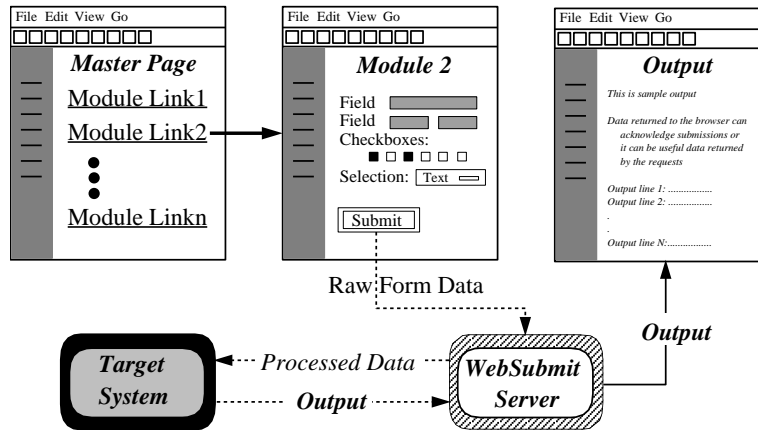 File Edit View Go
Master Page
Module Link1
Module Link2
Module Linkn
File Edit View Go
Module 2
Field
Field
Checkboxes:
Selection: Text
Submit
File Edit View Go
Output
This is sample output
Data returned to the browser can
acknowledge submissions or
it can be useful data returned
by the requests
Output line 1: .................
Output line 2: .................
.
.
Output line N:.................
Raw Form Data
Output
Target
System
Processed Data
Output
WebSubmit
Server